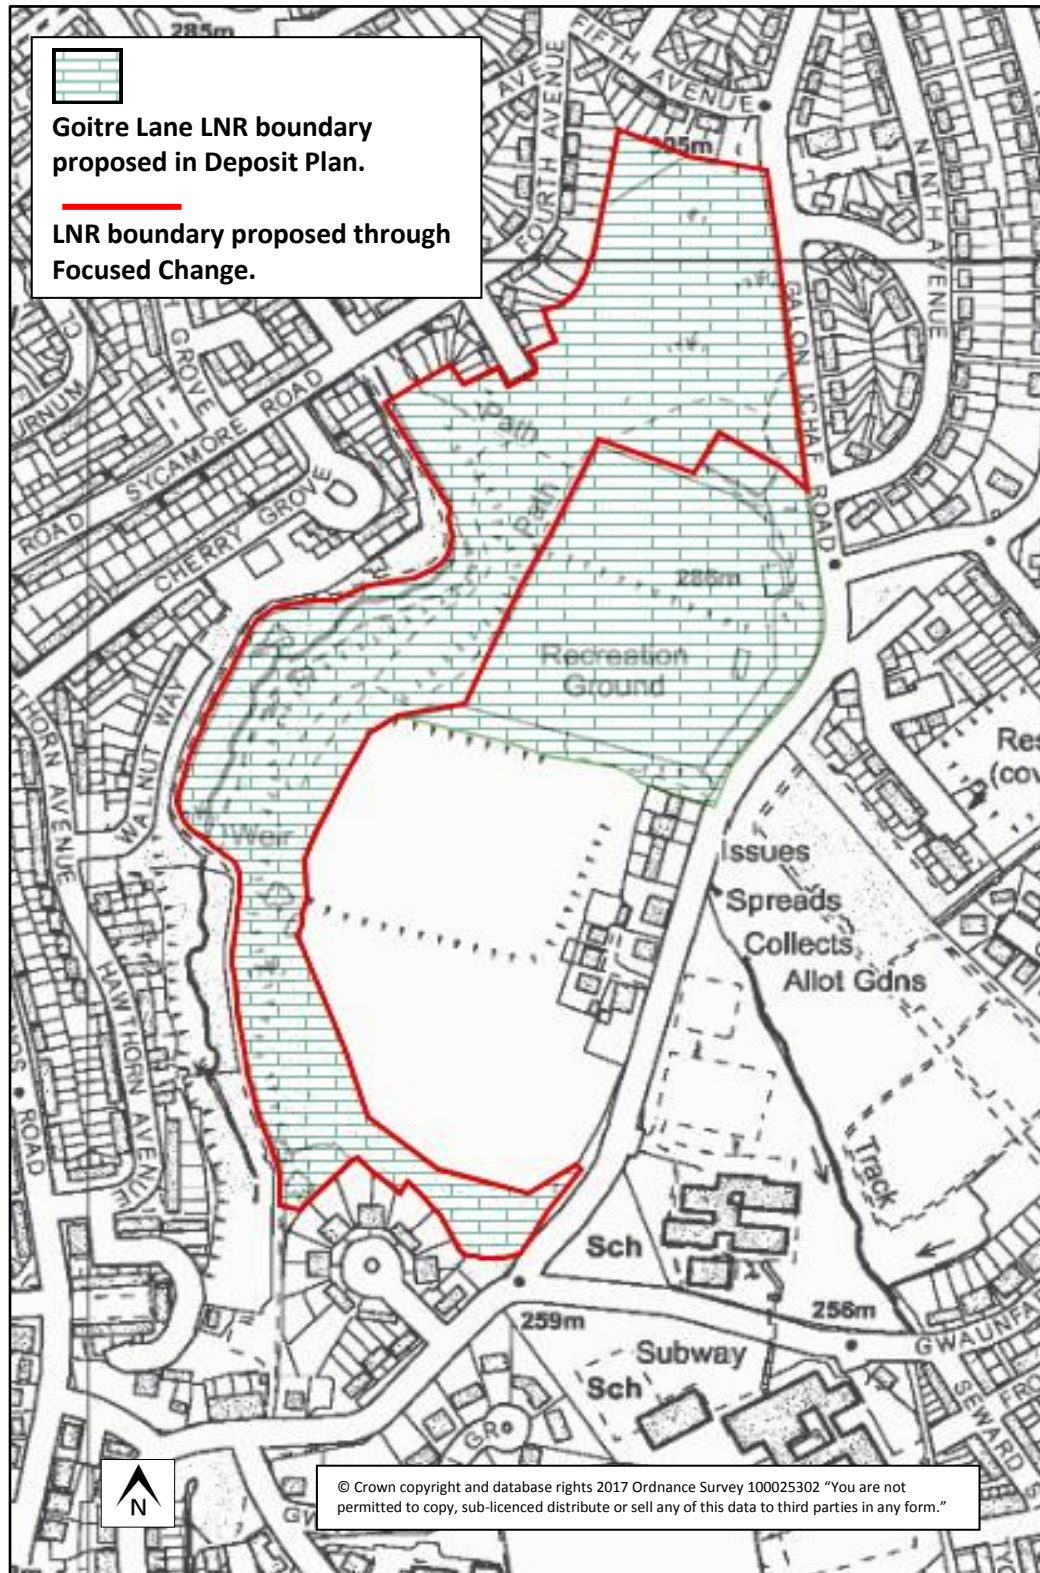 285m
Goitre Lane LNR boundary
proposed in Deposit Plan.
LNR boundary proposed through
Focused Change.
FIFTH AVENUE
AVE
FOURTH AVENUE
NINTH AVENUE
GROVE
SYCAMORE ROAD
ROAD
CHERRY GROVE
Path
Path
ROAD
286m
Recreation
Ground
WALNUT WAY
THORN AVENUE
Weir
HAWTHORN AVENUE
ROAD
Issues
Spreads
Collects
Allot Gdns
Track
Sch
259m
256m
Subway
Sch
SEWARD
N
© Crown copyright and database rights 2017 Ordnance Survey 100025302 “You are not
permitted to copy, sub-licenced distribute or sell any of this data to third parties in any form.”